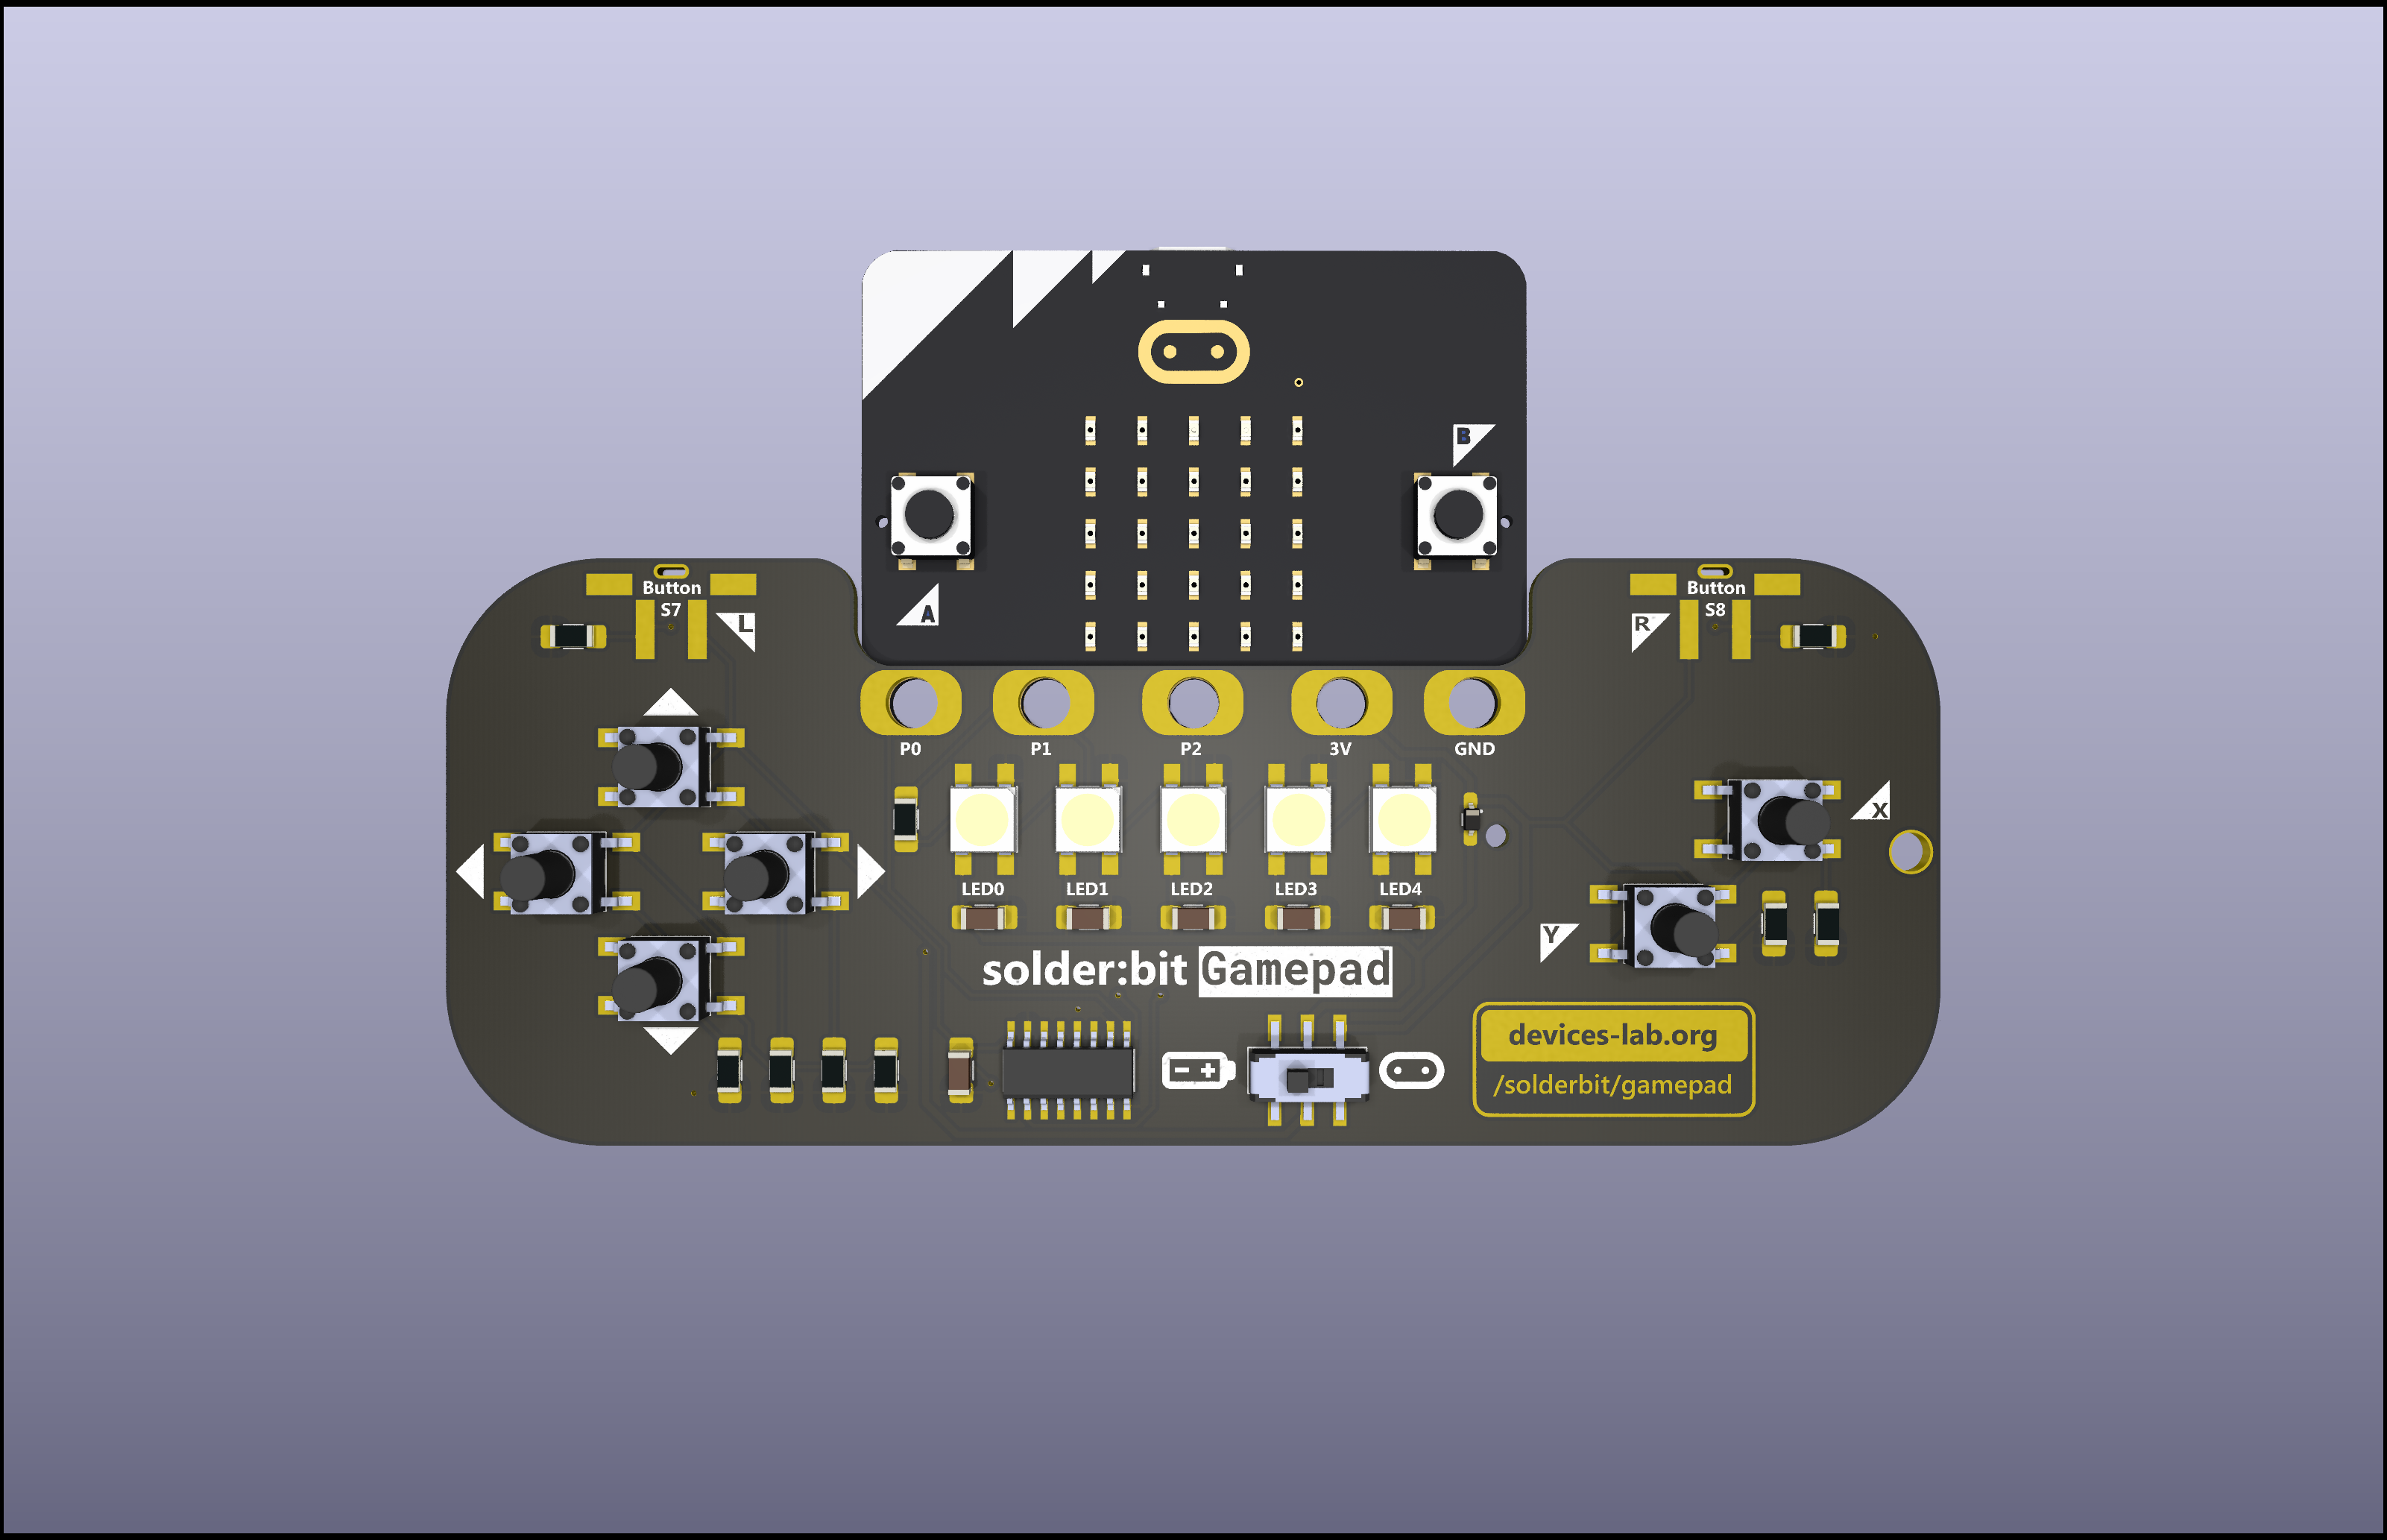 B
A
Button
S7
L
Button
S8
R
P0
P1
P2
3V
GND
X
LED0
LED1
LED2
LED3
LED4
Y
solder:bit Gamepad
- +
devices-lab.org
/solderbit/gamepad